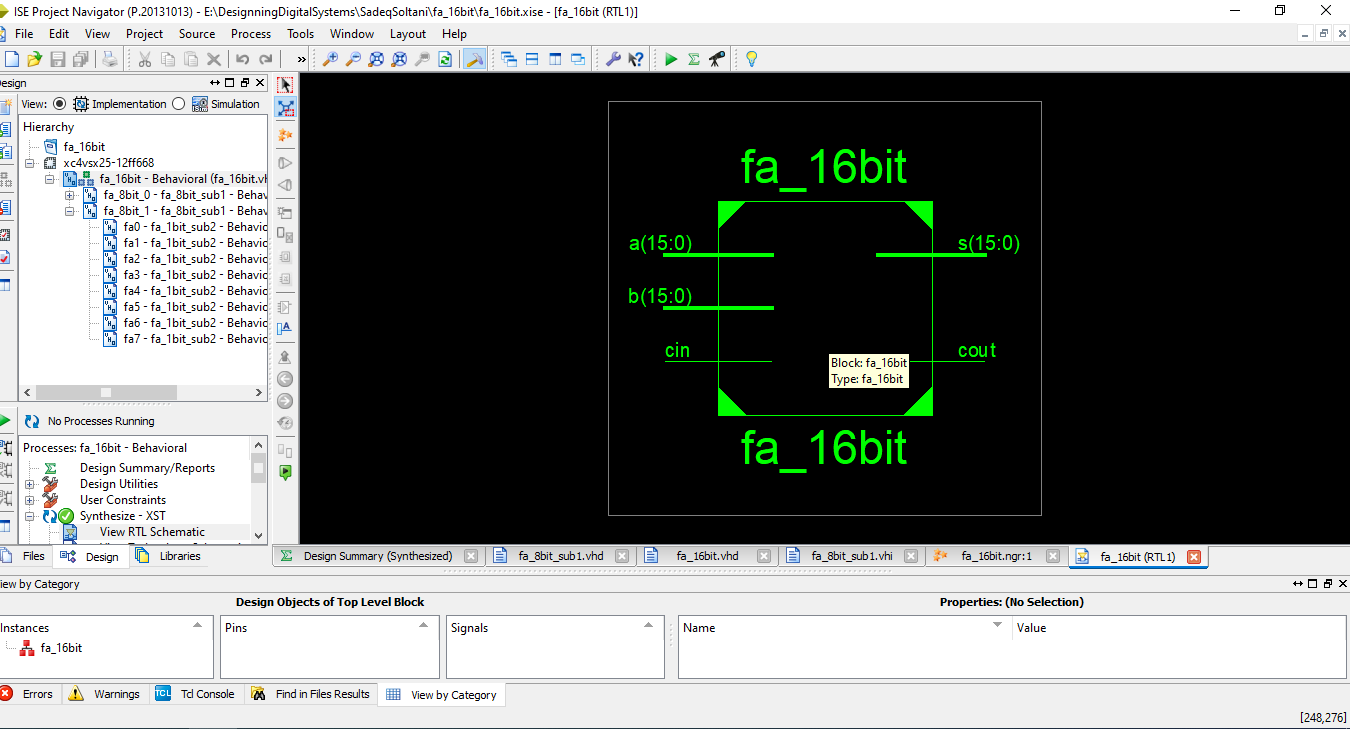 ISE Project Navigator (P.20131013) - E:\DesignningDigitalSystems\SadeqSoltani\fa_16bit\fa_16bit.xise - [fa_16bit (RTL1)]
File Edit View Project Source Process Tools Window Layout Help
»
esign
View: Implementation Simulation
Hierarchy
fa_16bit
xc4vsx25-12ff668
fa_16bit - Behavioral (fa_16bit.vh
fa_8bit_0 - fa_8bit_sub1 - Behav
fa_8bit_1 - fa_8bit_sub1 - Behav
fa0 - fa_1bit_sub2 - Behavic
fa1 - fa_1bit_sub2 - Behavic
fa2 - fa_1bit_sub2 - Behavic
fa3 - fa_1bit_sub2 - Behavic
fa4 - fa_1bit_sub2 - Behavic
fa5 - fa_1bit_sub2 - Behavic
fa6 - fa_1bit_sub2 - Behavic
fa7 - fa_1bit_sub2 - Behavic
No Processes Running
Processes: fa_16bit - Behavioral
Design Summary/Reports
Design Utilities
User Constraints
Synthesize - XST
View RTL Schematic
Files Design Libraries
fa_16bit
a(15:0) s(15:0)
b(15:0)
cin cout
Block: fa_16bit
Type: fa_16bit
fa_16bit
Design Summary (Synthesized) fa_8bit_sub1.vhd fa_16bit.vhd fa_8bit_sub1.vhi fa_16bit.ngr:1 fa_16bit (RTL1)
iew by Category
Design Objects of Top Level Block Properties: (No Selection)
Instances Pins Signals Name Value
fa_16bit
Errors Warnings TCL Tcl Console Find in Files Results View by Category
[248,276]